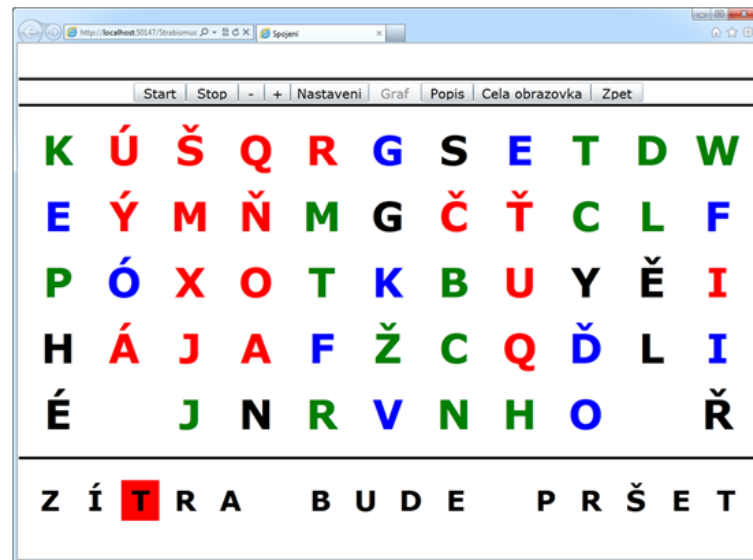 http://localhost:50147/Strabismus
Spojení
Start Stop - + Nastaveni Graf Popis Cela obrazovka Zpet
K Ú Š Q R G S E T D W
E Ý M Ň M G Č Ť C L F
P Ó X O T K B U Y Ě I
H Á J A F Ž C Q Ď L I
É J N R V N H O Ř
Z Í T R A B U D E P R Š E T